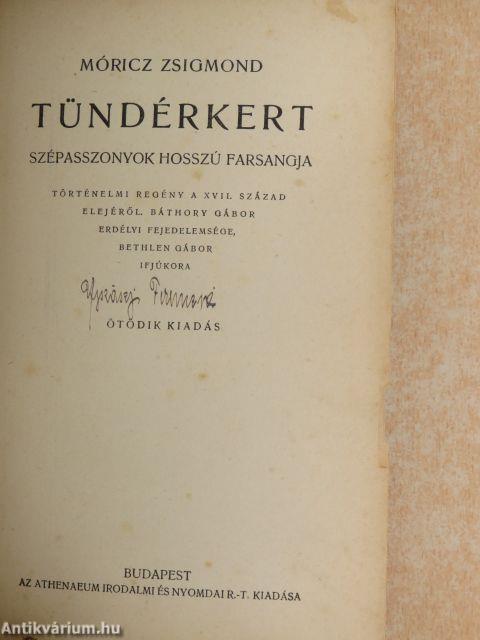 MÓRICZ ZSIGMOND
TÜNDÉRKERT
SZÉPASSZONYOK HOSSZÚ FARSANGJA
TÖRTÉNELMI REGÉNY A XVII. SZÁZAD
ELEJÉRŐL. BÁTHORY GÁBOR
ERDÉLYI FEJEDELEMSÉGE,
BETHLEN GÁBOR
IFJÚKORA
ÖTÖDIK KIADÁS
BUDAPEST
AZ ATHENAEUM IRODALMI ÉS NYOMDAI R.-T. KIADÁSA
Antikvárium.hu